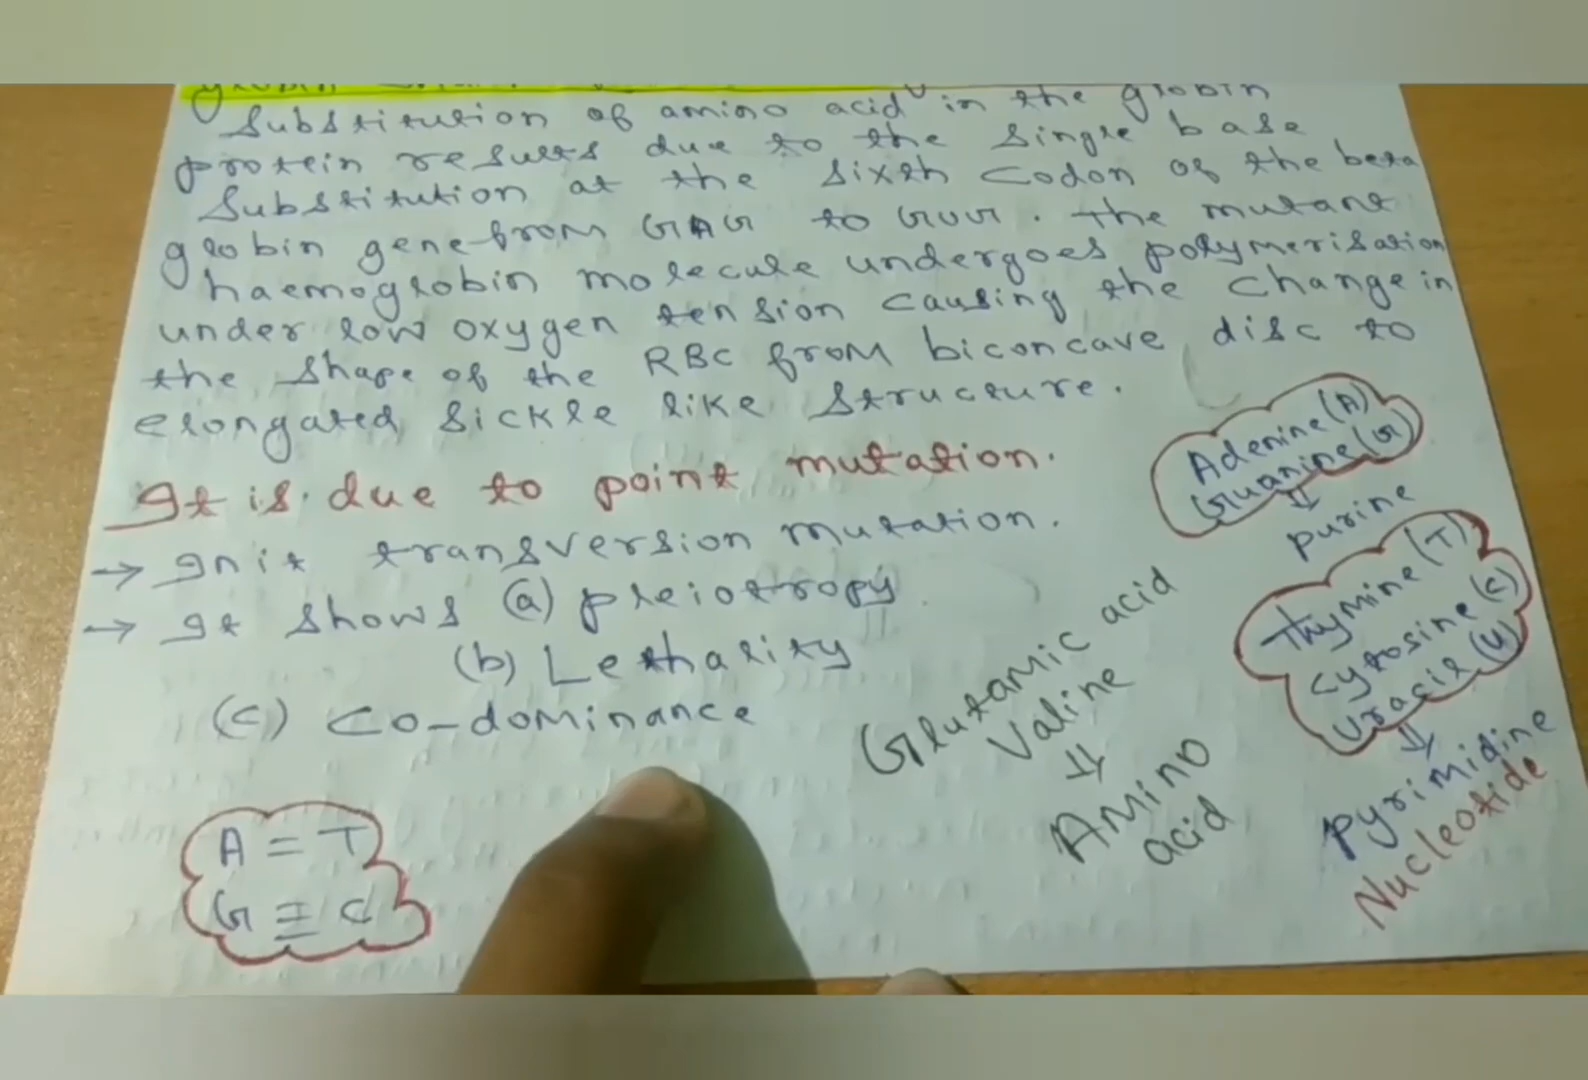 Substitution of amino acid in the globin
protein results due to the single base
Substitution at the sixth codon of the beta
globin gene from GAG to GUG. The mutant
haemoglobin molecule undergoes polymerisation
under low oxygen tension causing the change in
the shape of the RBC from biconcave disc to
elongated sickle like structure.
It is due to point mutation.
→ In it transversion mutation.
→ It shows (a) pleiotropy
(b) Lethality
(c) Co-dominance
A = T
G ≡ C
Glutamic acid
Valine
⇓
Amino
acid
Adenine (A)
Guanine (G)
⇓
purine
Thymine (T)
Cytosine (C)
Uracil (U)
⇓
Pyrimidine
Nucleotide